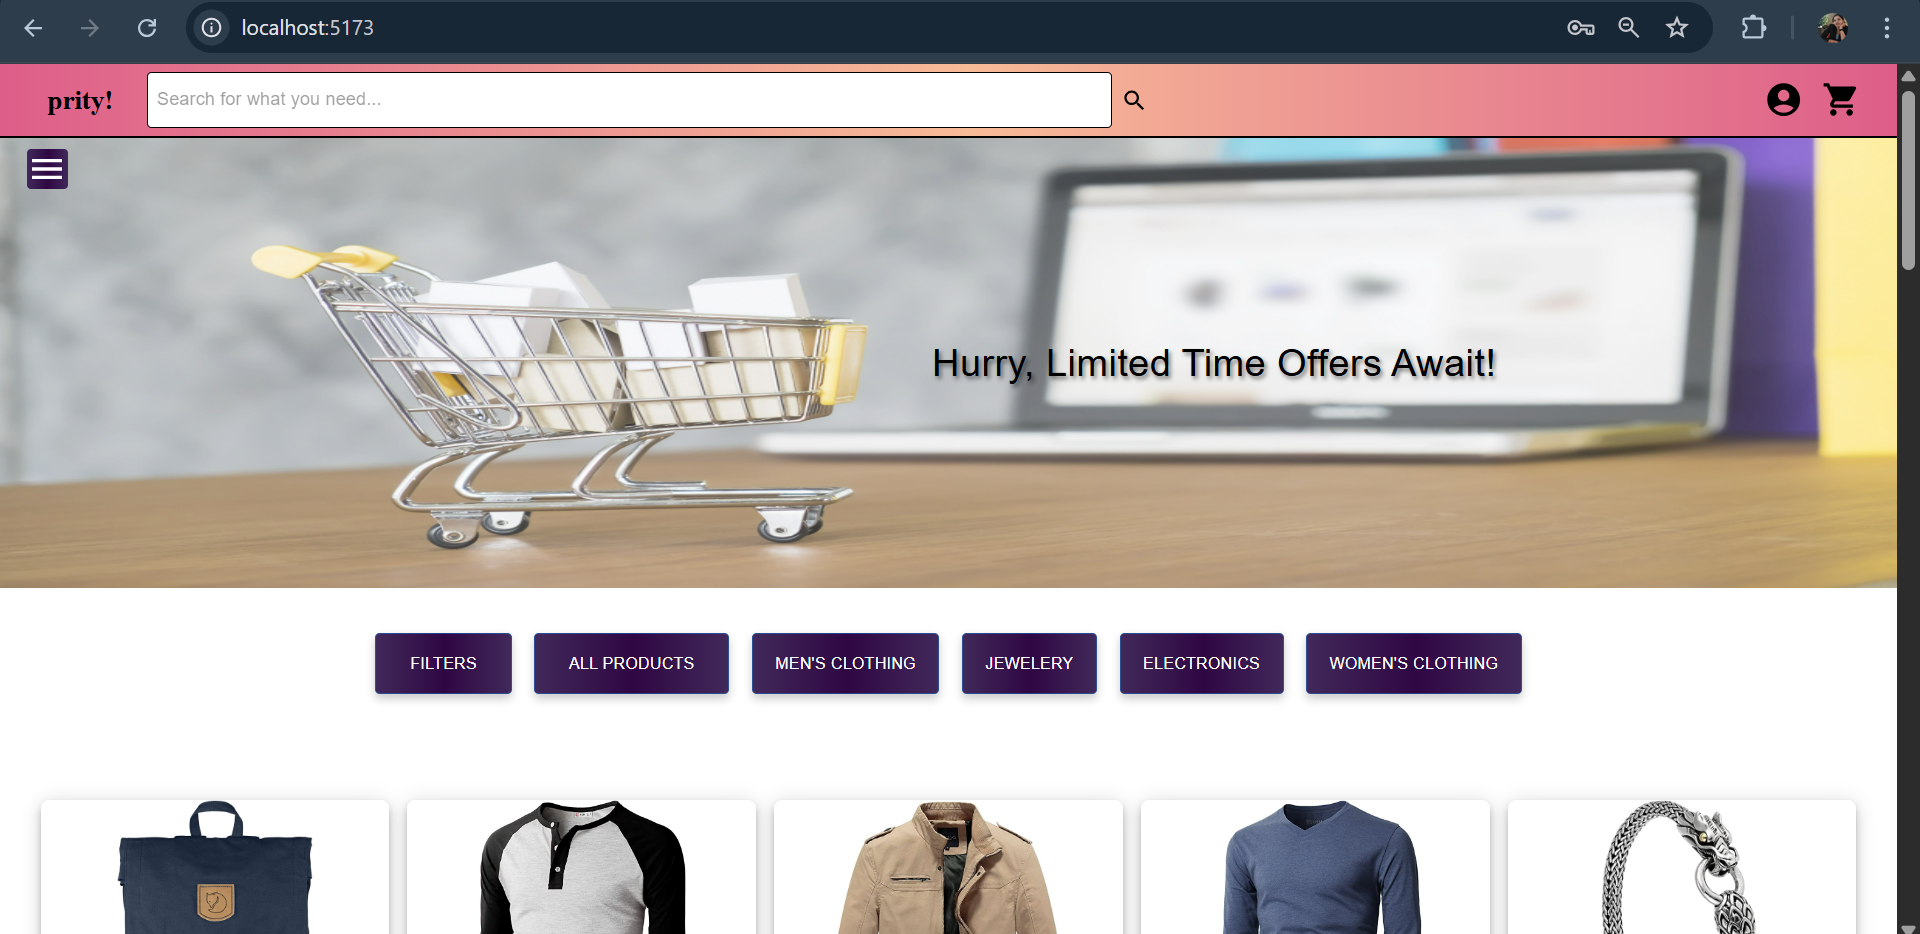 localhost:5173
prity!
Search for what you need...
Hurry, Limited Time Offers Await!
FILTERS
ALL PRODUCTS
MEN'S CLOTHING
JEWELERY
ELECTRONICS
WOMEN'S CLOTHING